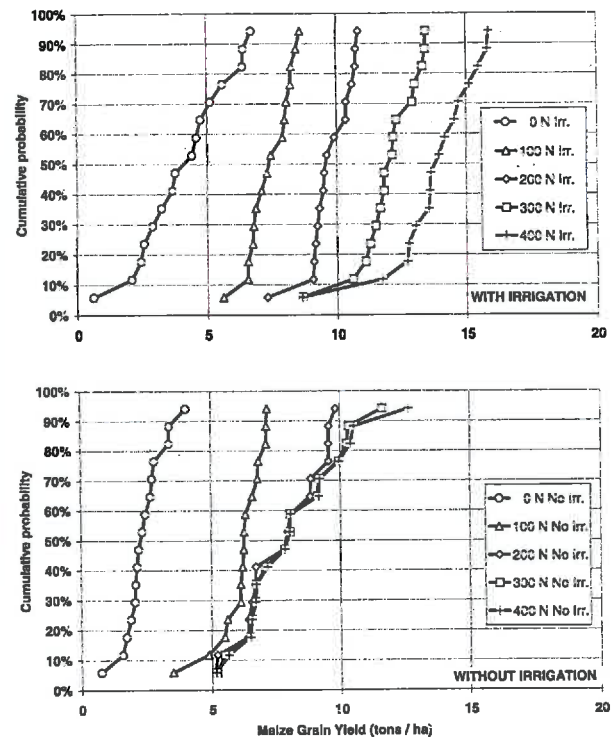 100%
90%
80%
70%
60%
50%
40%
30%
20%
10%
0%
Cumulative probability
0 N Irr.
100 N Irr.
200 N Irr.
300 N Irr.
400 N Irr.
WITH IRRIGATION
0 5 10 15 20
100%
90%
80%
70%
60%
50%
40%
30%
20%
10%
0%
Cumulative probability
0 N No Irr.
100 N No Irr.
200 N No Irr.
300 N No Irr.
400 N No Irr.
WITHOUT IRRIGATION
0 5 10 15 20
Maize Grain Yield (tons / ha)